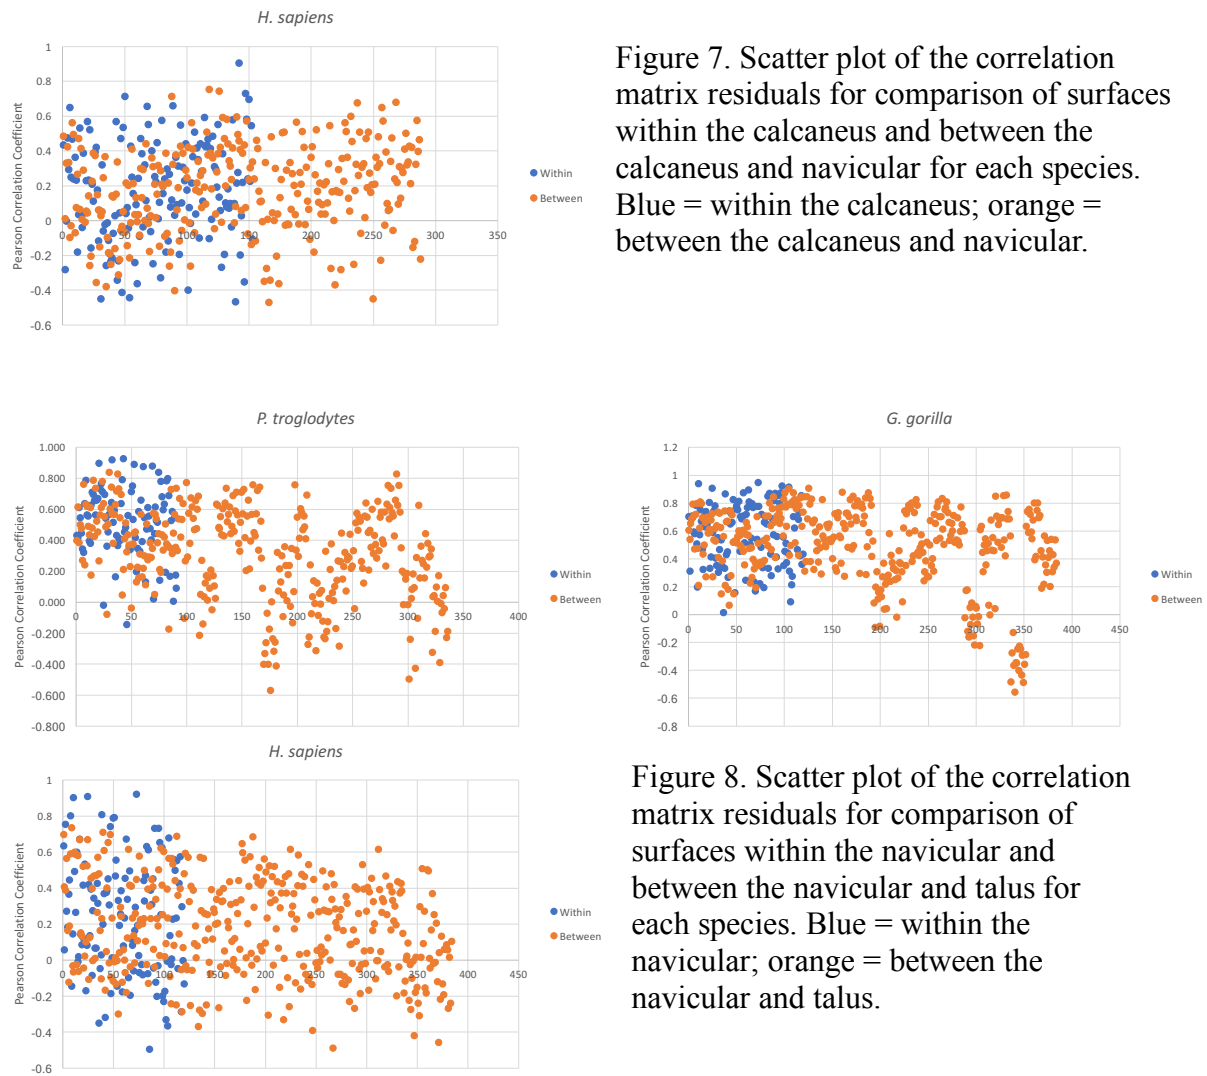 H. sapiens
1
0.8
0.6
0.4
0.2
0
-0.2
-0.4
-0.6
Pearson Correlation Coefficient
0 50 100 150 200 250 300 350
Within
Between
Figure 7. Scatter plot of the correlation
matrix residuals for comparison of surfaces
within the calcaneus and between the
calcaneus and navicular for each species.
Blue = within the calcaneus; orange =
between the calcaneus and navicular.
P. troglodytes
1.000
0.800
0.600
0.400
0.200
0.000
-0.200
-0.400
-0.600
-0.800
Pearson Correlation Coefficient
0 50 100 150 200 250 300 350 400
Within
Between
G. gorilla
1.2
1
0.8
0.6
0.4
0.2
0
-0.2
-0.4
-0.6
-0.8
Pearson Correlation Coefficient
0 50 100 150 200 250 300 350 400 450
Within
Between
H. sapiens
1
0.8
0.6
0.4
0.2
0
-0.2
-0.4
-0.6
Pearson Correlation Coefficient
0 50 100 150 200 250 300 350 400 450
Within
Between
Figure 8. Scatter plot of the correlation
matrix residuals for comparison of
surfaces within the navicular and
between the navicular and talus for
each species. Blue = within the
navicular; orange = between the
navicular and talus.